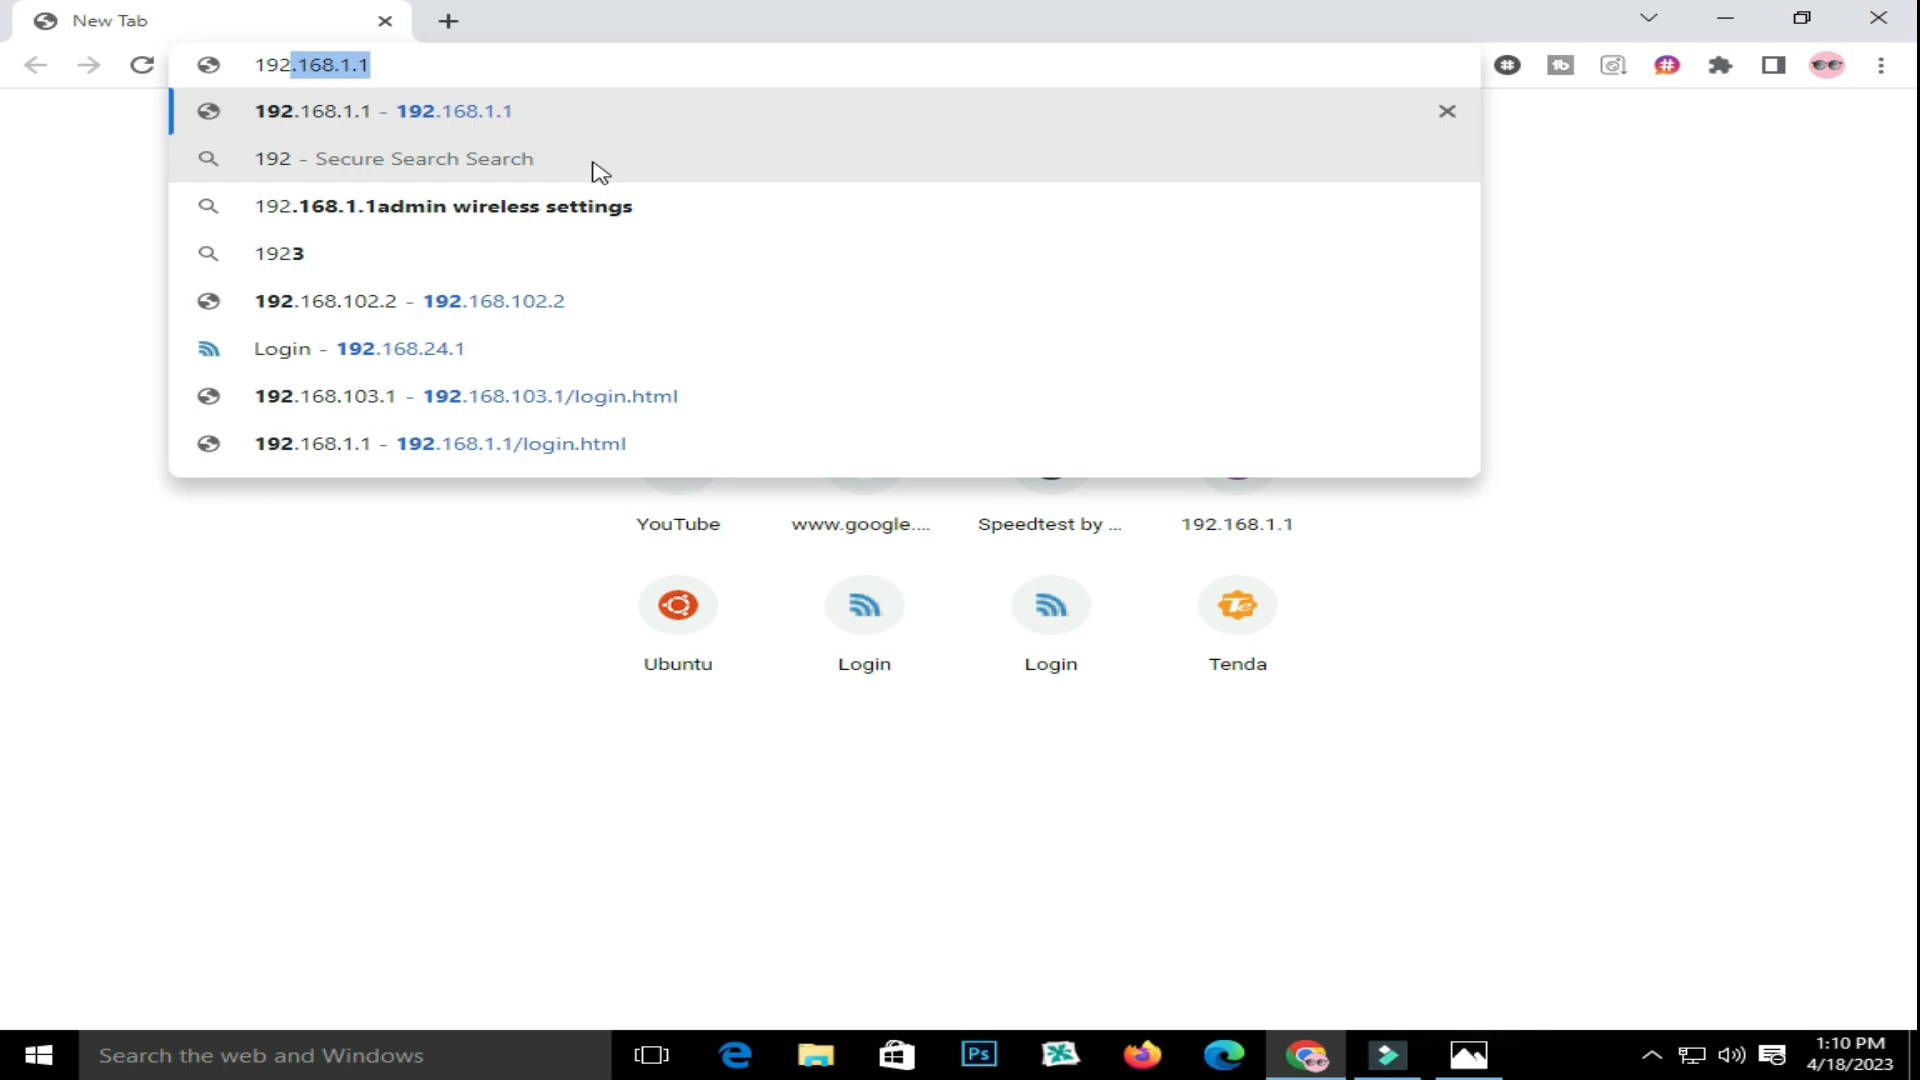 New Tab
192.168.1.1
192.168.1.1 - 192.168.1.1
192 - Secure Search Search
192.168.1.1admin wireless settings
1923
192.168.102.2 - 192.168.102.2
Login - 192.168.24.1
192.168.103.1 - 192.168.103.1/login.html
192.168.1.1 - 192.168.1.1/login.html
YouTube www.google.... Speedtest by ... 192.168.1.1
Te
Ubuntu Login Login Tenda
Search the web and Windows
Ps
1:10 PM
4/18/2023